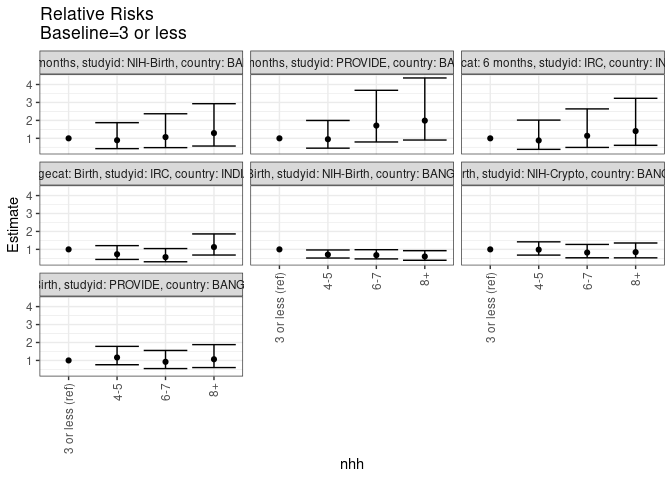 Relative Risks
Baseline=3 or less
months, studyid: NIH-Birth, country: BA
months, studyid: PROVIDE, country: BA
cat: 6 months, studyid: IRC, country: IN
4
3
2
1
gecat: Birth, studyid: IRC, country: INDI
Birth, studyid: NIH-Birth, country: BANG
rth, studyid: NIH-Crypto, country: BANG
4
3
2
1
Birth, studyid: PROVIDE, country: BANG
4
3
2
1
Estimate
3 or less (ref)
4-5
6-7
8+
3 or less (ref)
4-5
6-7
8+
3 or less (ref)
4-5
6-7
8+
nhh